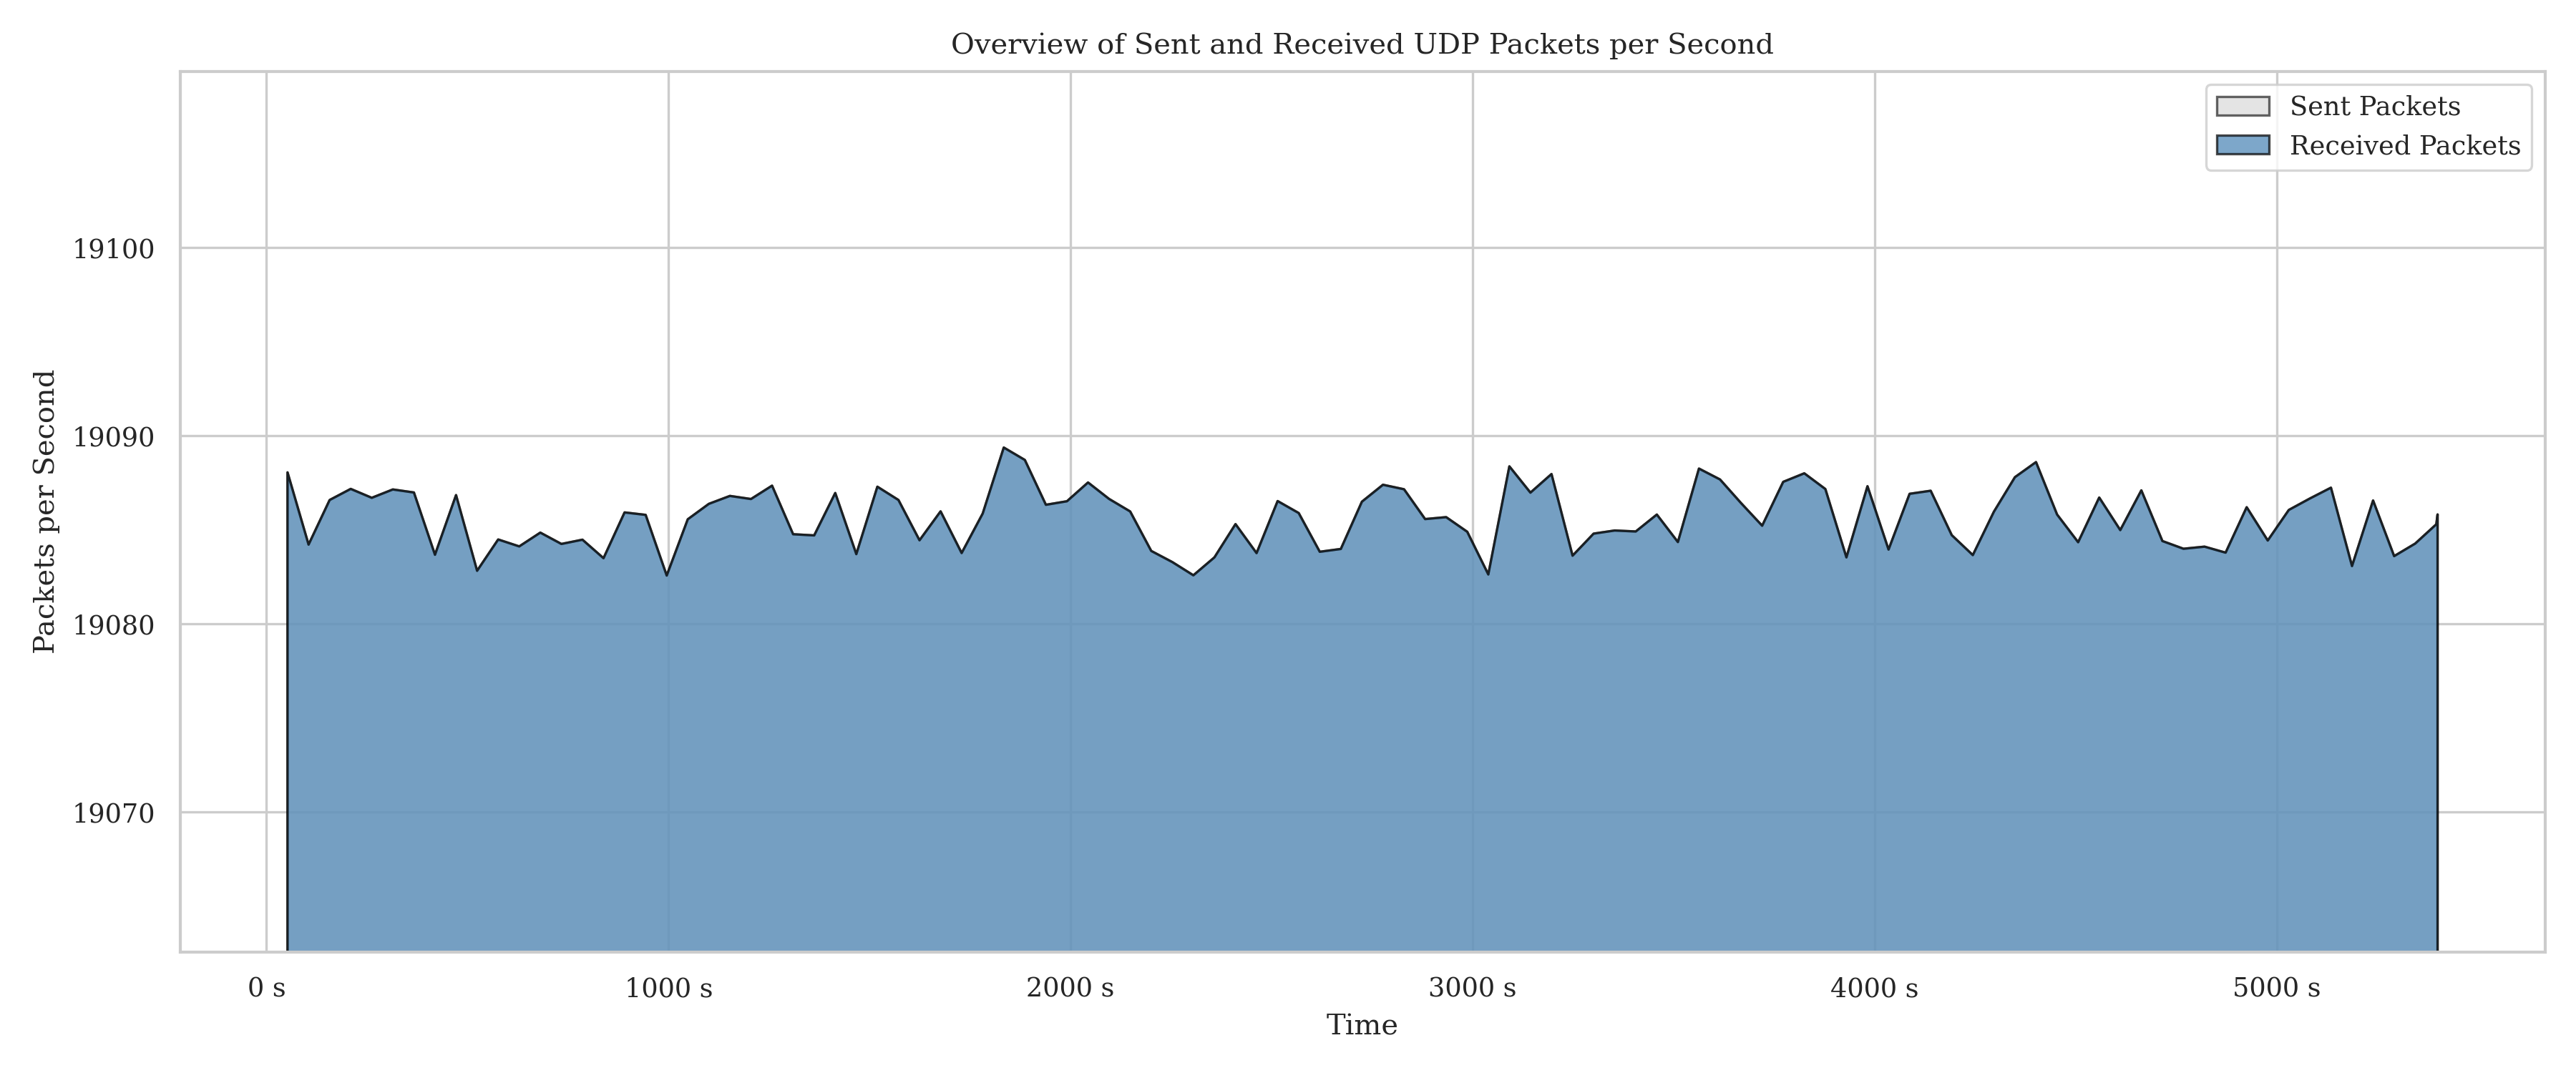 Overview of Sent and Received UDP Packets per Second
Sent Packets
Received Packets
Packets per Second
19100
19090
19080
19070
0 s
1000 s
2000 s
3000 s
4000 s
5000 s
Time